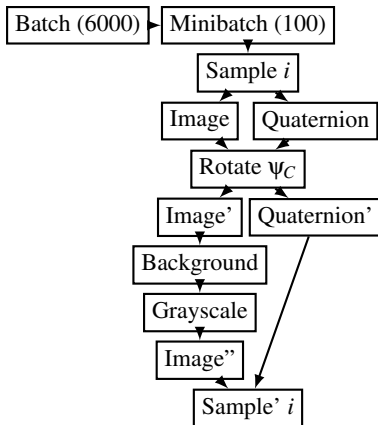 Batch (6000) Minibatch (100)
Sample i
Image Quaternion
Rotate ψC
Image’ Quaternion’
Background
Grayscale
Image”
Sample’ i